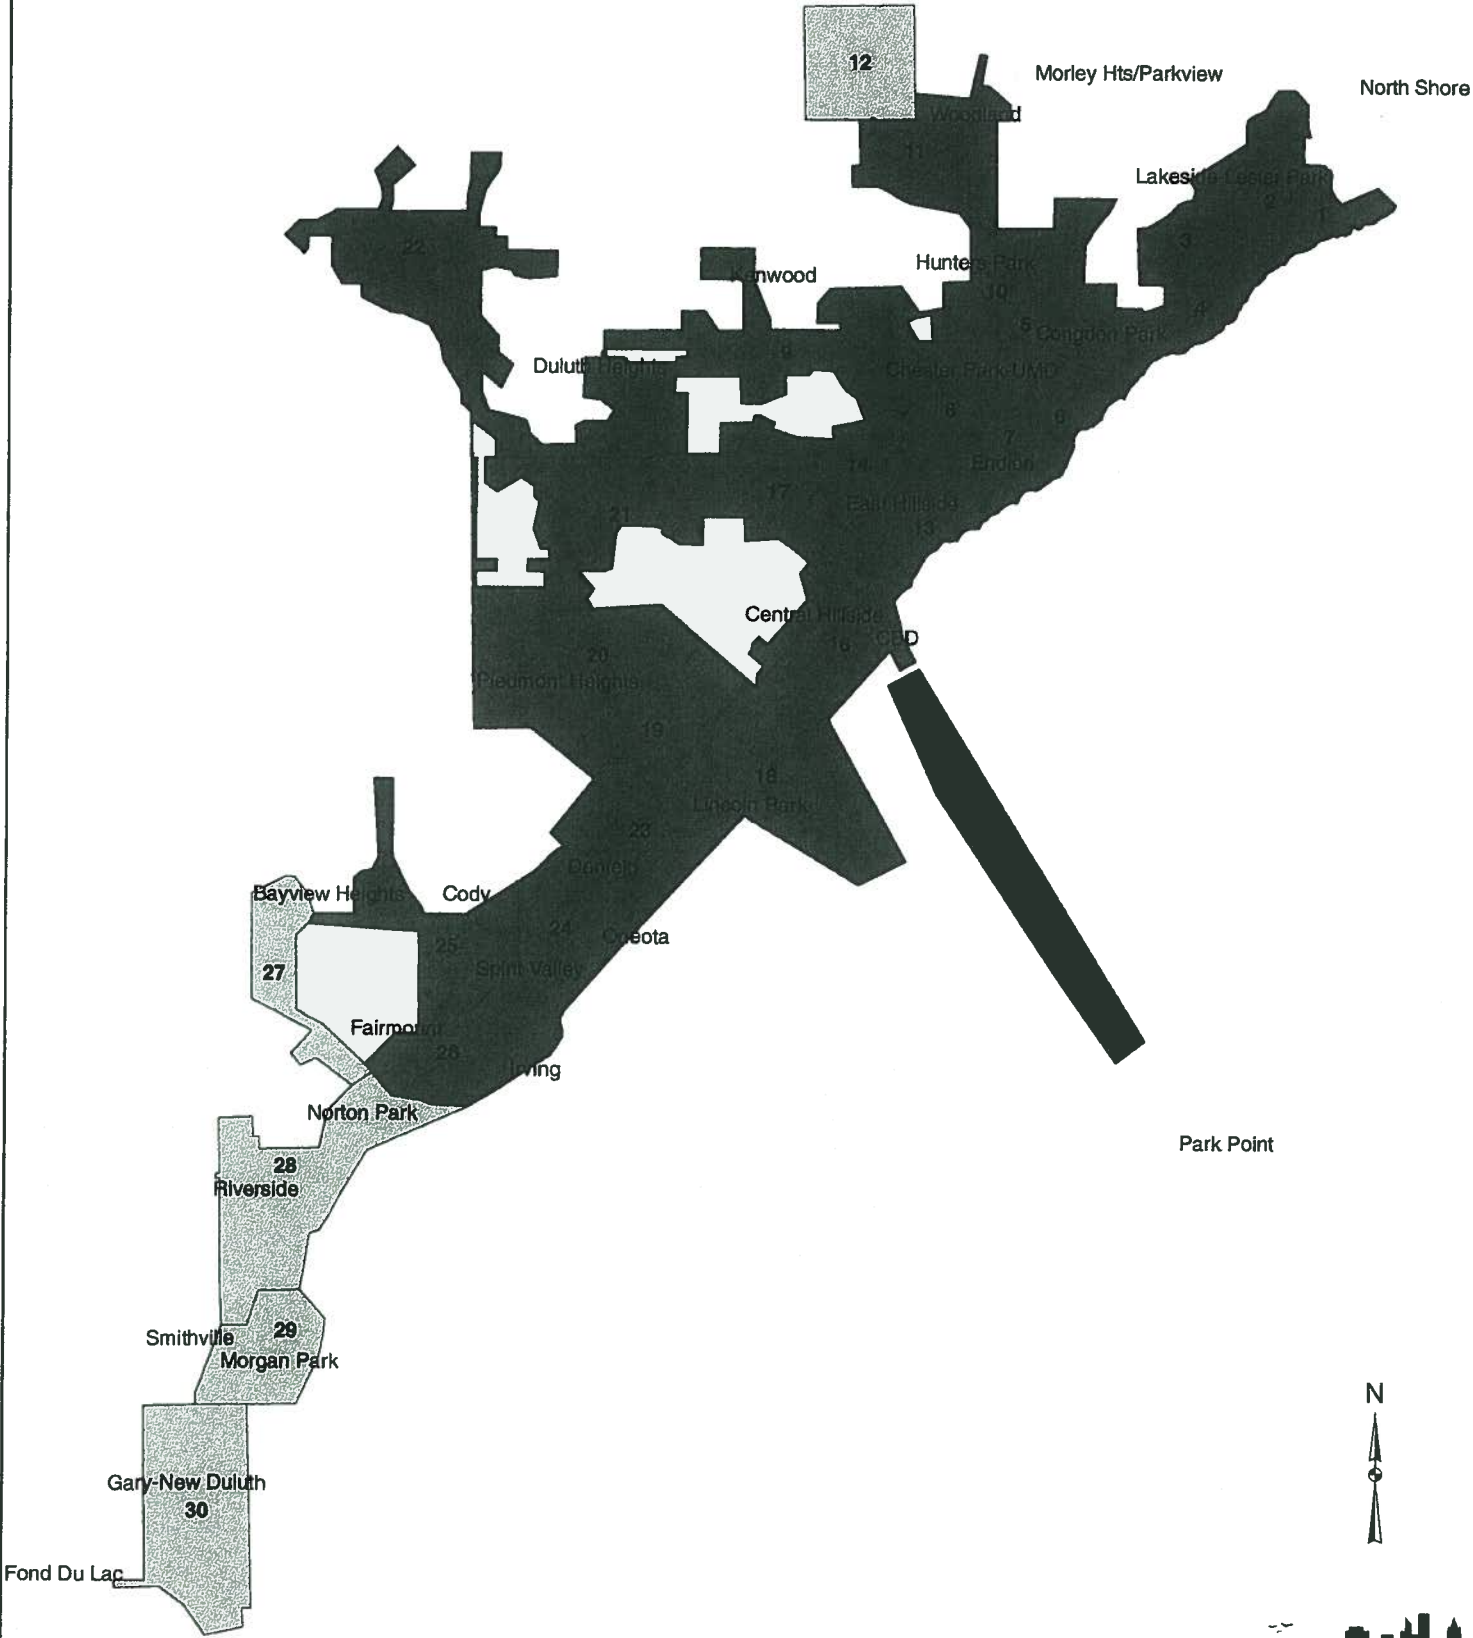 12
Morley Hts/Parkview
North Shore
Woodland
11
Lakeside-Lester Park
2
1
3
22
Hunters Park
Kenwood
10
4
5
Congdon Park
9
Duluth Heights
Chester Park-UMD
8
6
7
Endion
14
17
East Hillside
21
13
Central Hillside
CBD
16
20
Piedmont Heights
19
18
Lincoln Park
23
Denfeld
Bayview Heights
Cody
24
Oneota
25
Spirit Valley
27
Fairmount
26
Irving
Norton Park
Park Point
28
Riverside
29
Smithville
Morgan Park
N
Gary-New Duluth
30
Fond Du Lac